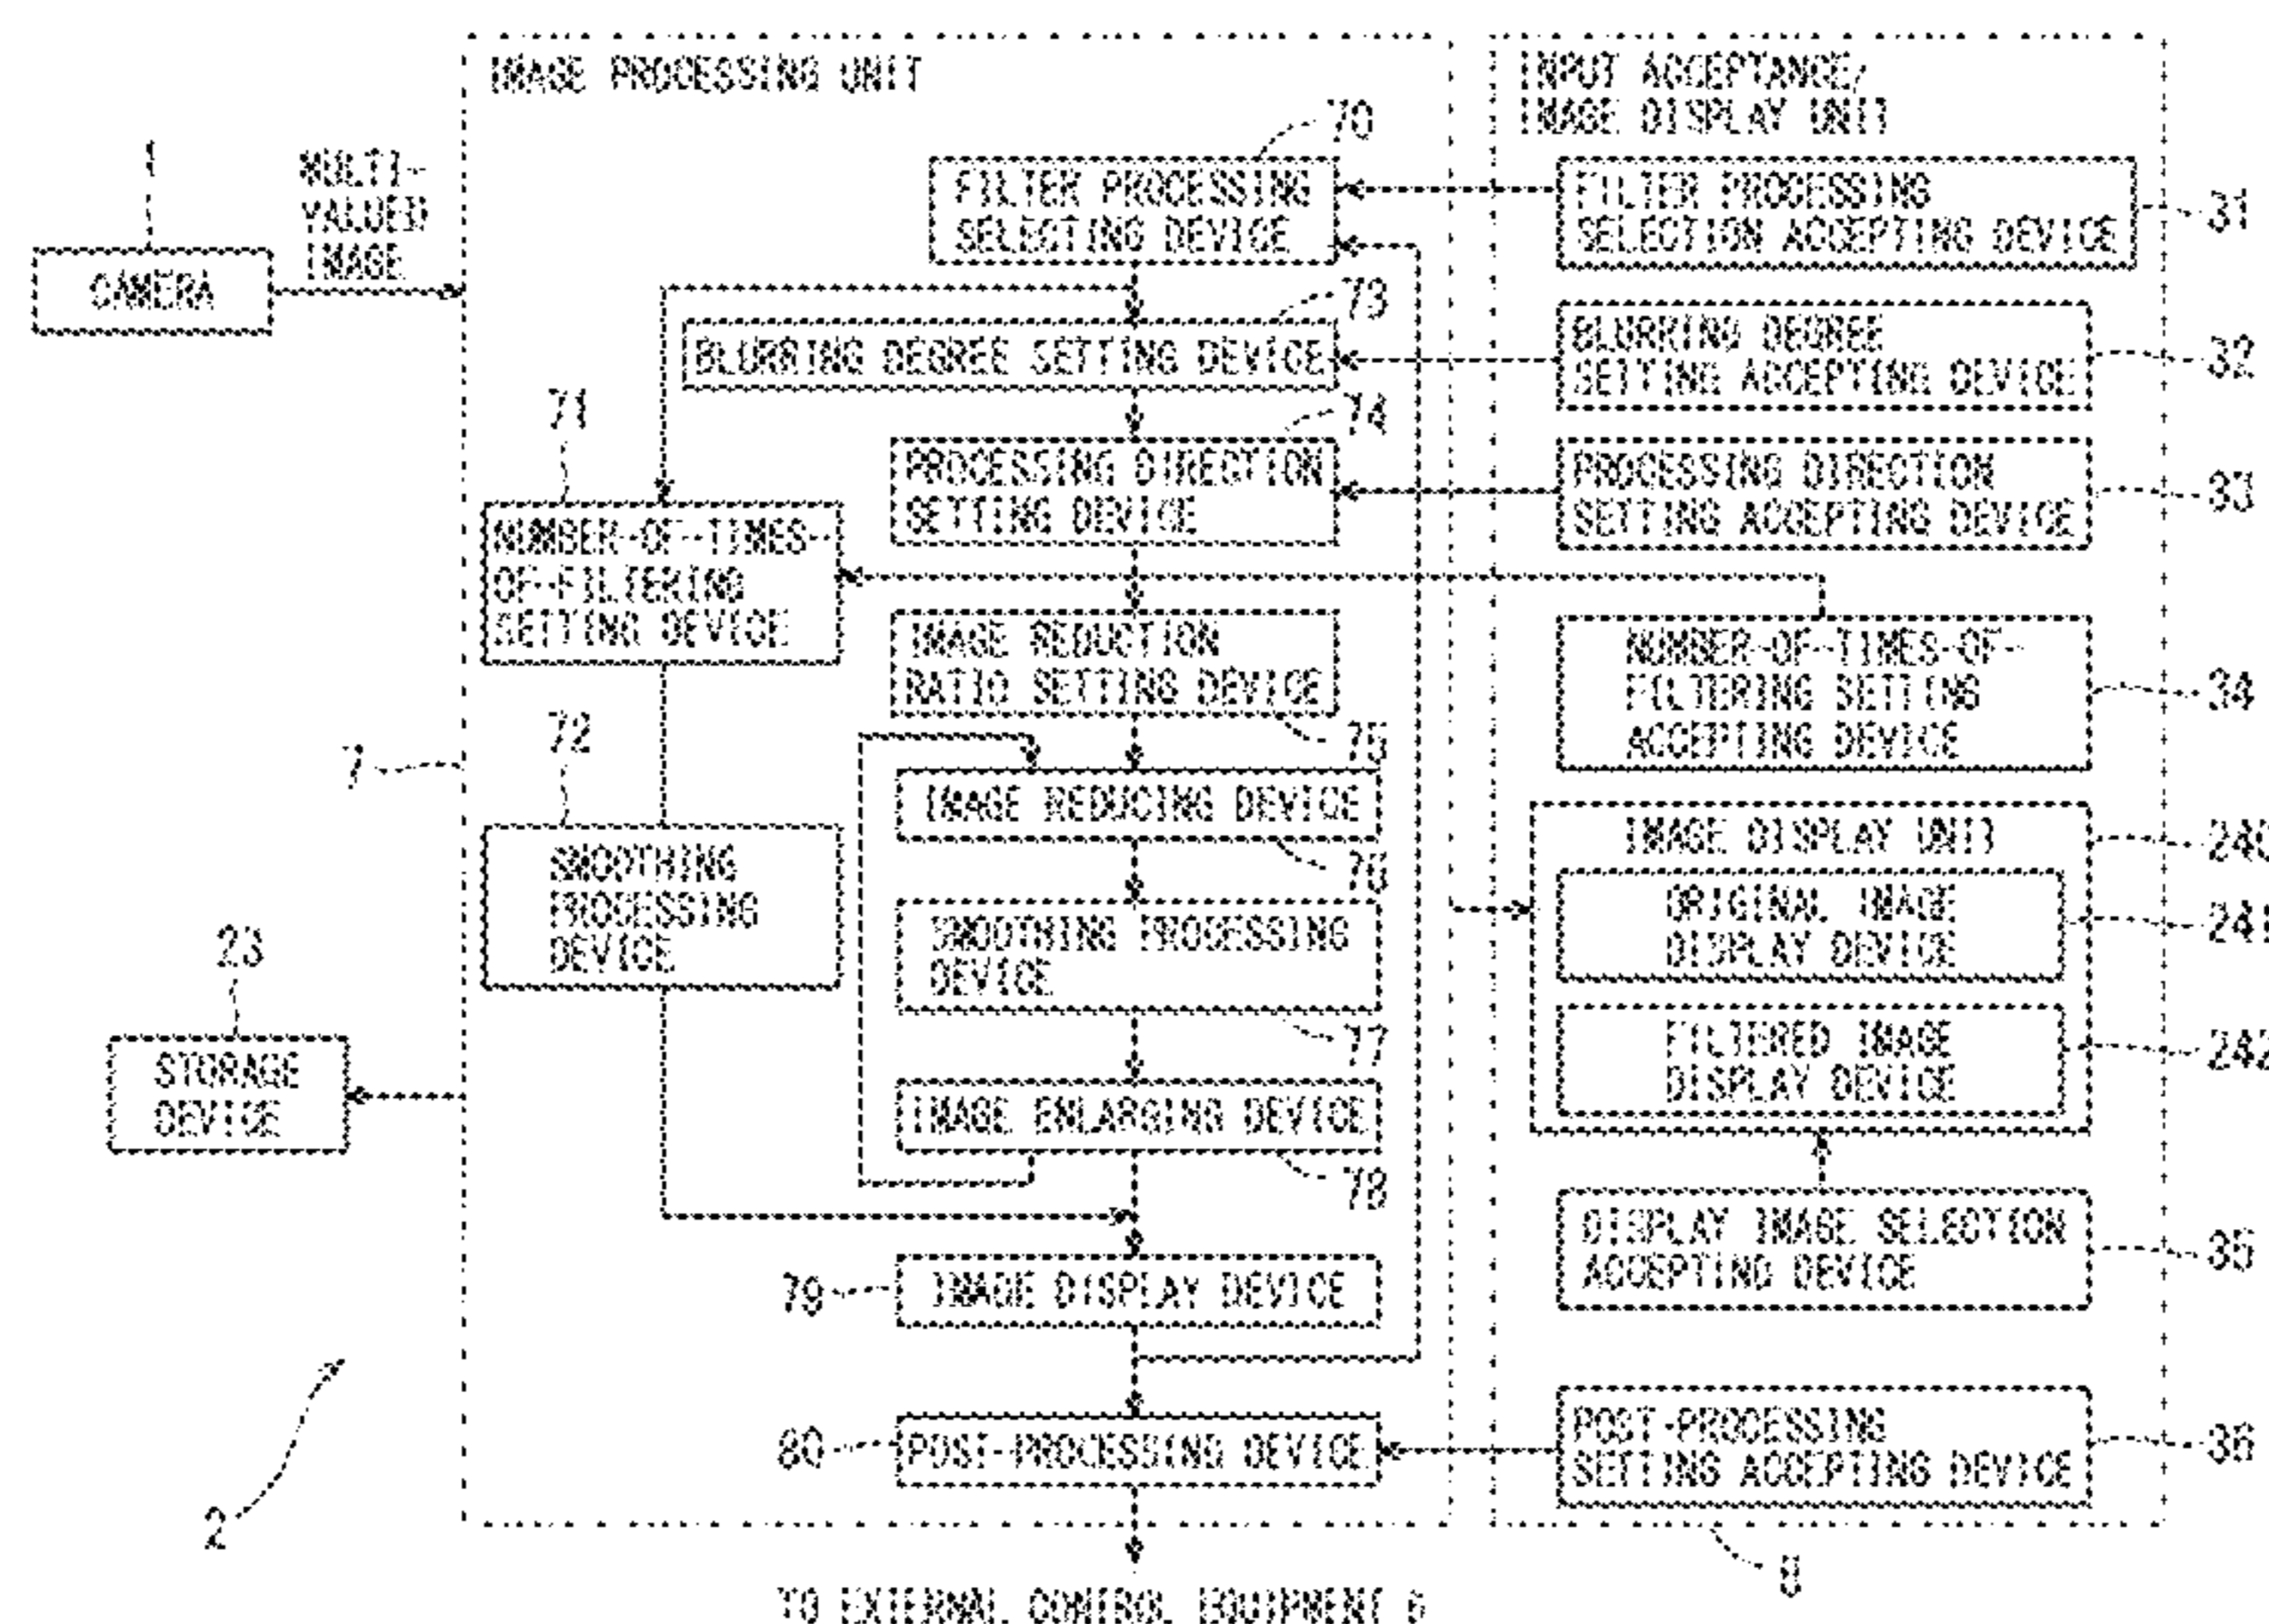 IMAGE PROCESSING UNIT
INPUT ACCEPTANCE/
IMAGE DISPLAY UNIT
1
CAMERA
MULTI-
VALUED
IMAGE
70
FILTER PROCESSING
SELECTING DEVICE
FILTER PROCESSING
SELECTION ACCEPTING DEVICE
31
73
BLURRING DEGREE SETTING DEVICE
BLURRING DEGREE
SETTING ACCEPTING DEVICE
32
74
PROCESSING DIRECTION
SETTING DEVICE
PROCESSING DIRECTION
SETTING ACCEPTING DEVICE
33
71
NUMBER-OF-TIMES-
OF-FILTERING
SETTING DEVICE
IMAGE REDUCTION
RATIO SETTING DEVICE
75
NUMBER-OF-TIMES-OF-
FILTERING SETTING
ACCEPTING DEVICE
34
7
72
SMOOTHING
PROCESSING
DEVICE
IMAGE REDUCING DEVICE
76
SMOOTHING PROCESSING
DEVICE
77
IMAGE ENLARGING DEVICE
78
IMAGE DISPLAY UNIT
240
ORIGINAL IMAGE
DISPLAY DEVICE
241
FILTERED IMAGE
DISPLAY DEVICE
242
23
STORAGE
DEVICE
DISPLAY IMAGE SELECTION
ACCEPTING DEVICE
35
79
IMAGE DISPLAY DEVICE
80
POST-PROCESSING DEVICE
POST-PROCESSING
SETTING ACCEPTING DEVICE
36
2
8
TO EXTERNAL CONTROL EQUIPMENT 6